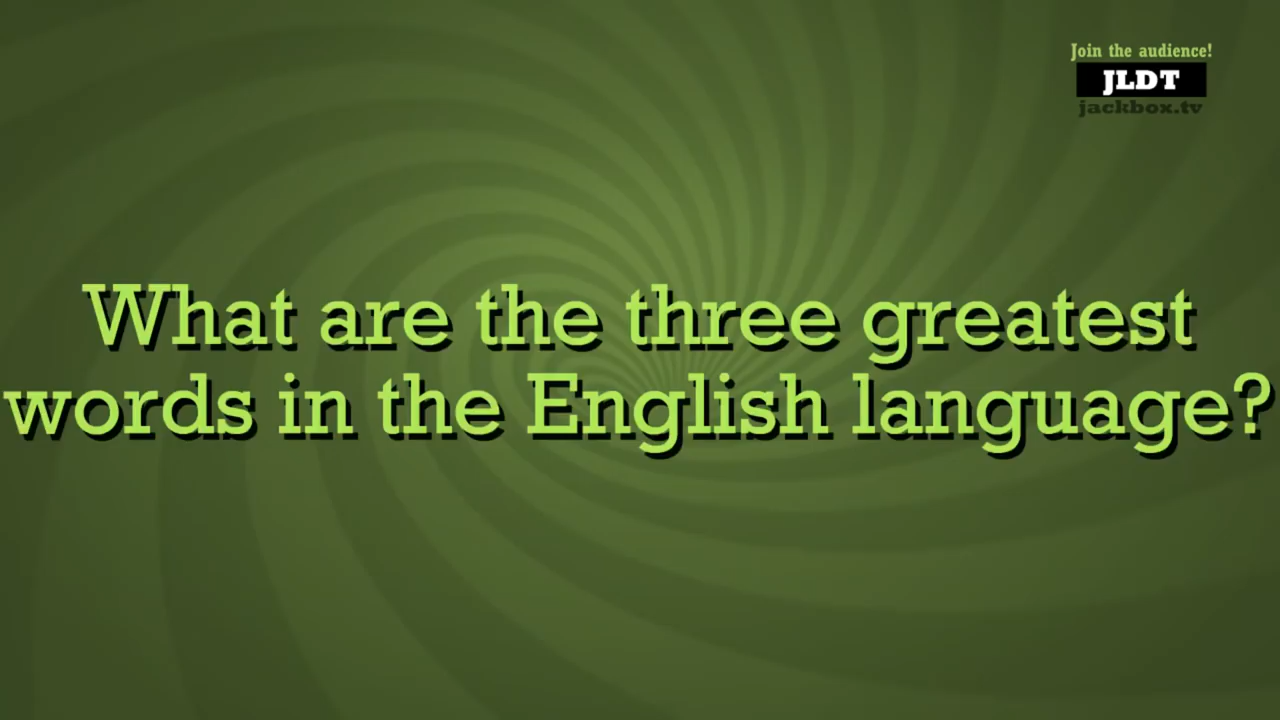 Join the audience!
JLDT
jackbox.tv
What are the three greatest
words in the English language?